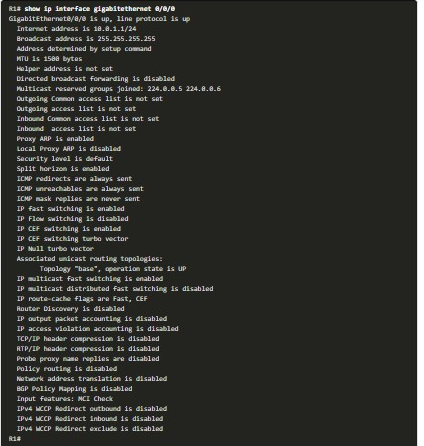 R1# show ip interface gigabitethernet 0/0/0
GigabitEthernet0/0/0 is up, line protocol is up
Internet address is 10.0.1.1/24
Broadcast address is 255.255.255.255
Address determined by setup command
MTU is 1500 bytes
Helper address is not set
Directed broadcast forwarding is disabled
Multicast reserved groups joined: 224.0.0.5 224.0.0.6
Outgoing Common access list is not set
Outgoing access list is not set
Inbound Common access list is not set
Inbound  access list is not set
Proxy ARP is enabled
Local Proxy ARP is disabled
Security level is default
Split horizon is enabled
ICMP redirects are always sent
ICMP unreachables are always sent
ICMP mask replies are never sent
IP fast switching is enabled
IP Flow switching is disabled
IP CEF switching is enabled
IP CEF switching turbo vector
IP Null turbo vector
Associated unicast routing topologies:
Topology "base", operation state is UP
IP multicast fast switching is enabled
IP multicast distributed fast switching is disabled
IP route-cache flags are Fast, CEF
Router Discovery is disabled
IP output packet accounting is disabled
IP access violation accounting is disabled
TCP/IP header compression is disabled
RTP/IP header compression is disabled
Probe proxy name replies are disabled
Policy routing is disabled
Network address translation is disabled
BGP Policy Mapping is disabled
Input features: MCI Check
IPv4 WCCP Redirect outbound is disabled
IPv4 WCCP Redirect inbound is disabled
IPv4 WCCP Redirect exclude is disabled
R1#